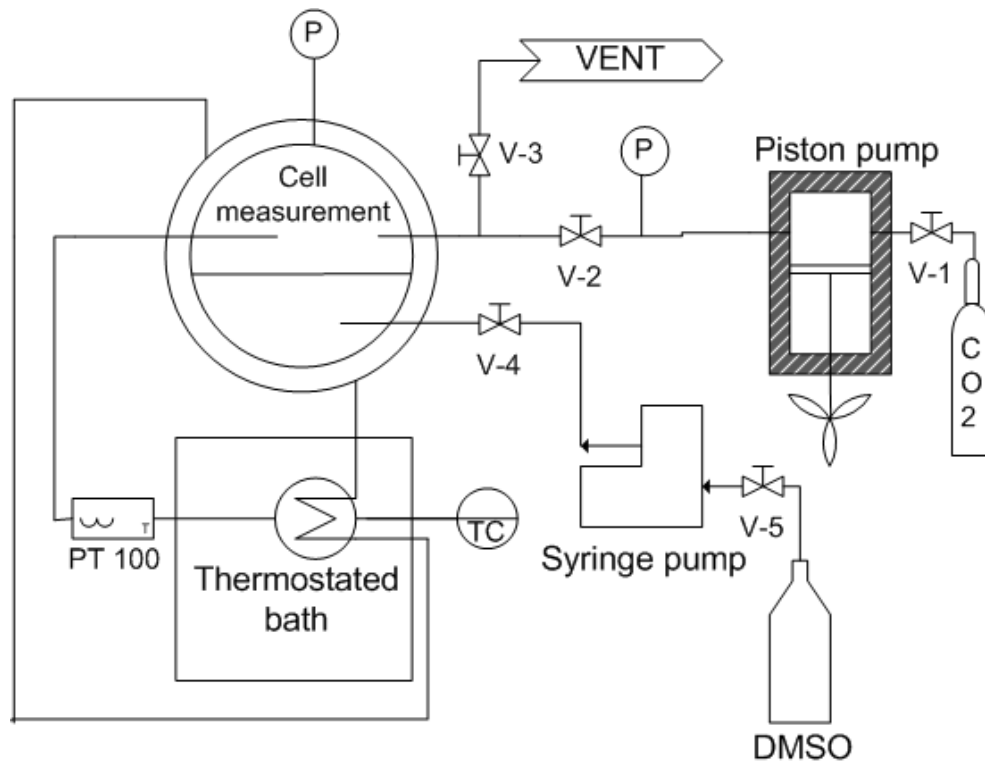 P
VENT
V-3
P
Piston pump
Cell
measurement
V-2
V-1
V-4
C
O
2
PT 100
T
TC
V-5
Syringe pump
Thermostated
bath
DMSO